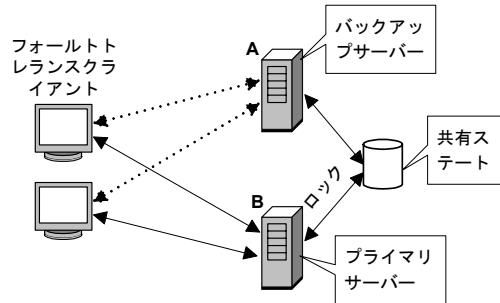 フォールトト
レランスクラ
イアント
A
バックアッ
プサーバー
共有ス
テート
ロック
B
プライマリ
サーバー